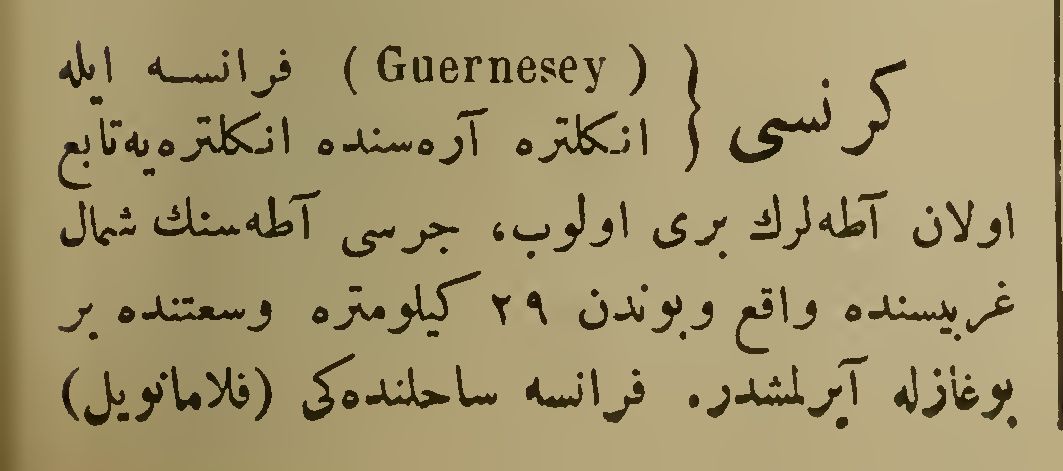 كرنسى { ( Guernesey ) فرانسه ايله
انكلتره آره‌سنده انكلتره‌يه تابع
اولان آطه‌لرك برى اولوب، جرسى آطه‌سنك شمال
غربيسنده واقع وبوندن ٢٩ كيلومتره وسعتنده بر
بوغازله آيرلمشدر. فرانسه ساحلنده‌كى (فلامانويل)